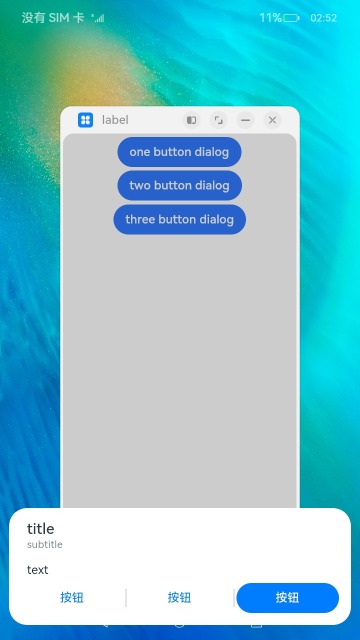 没有 SIM 卡 11% 02:52
label
one button dialog
two button dialog
three button dialog
title
subtitle
text
按钮 按钮 按钮